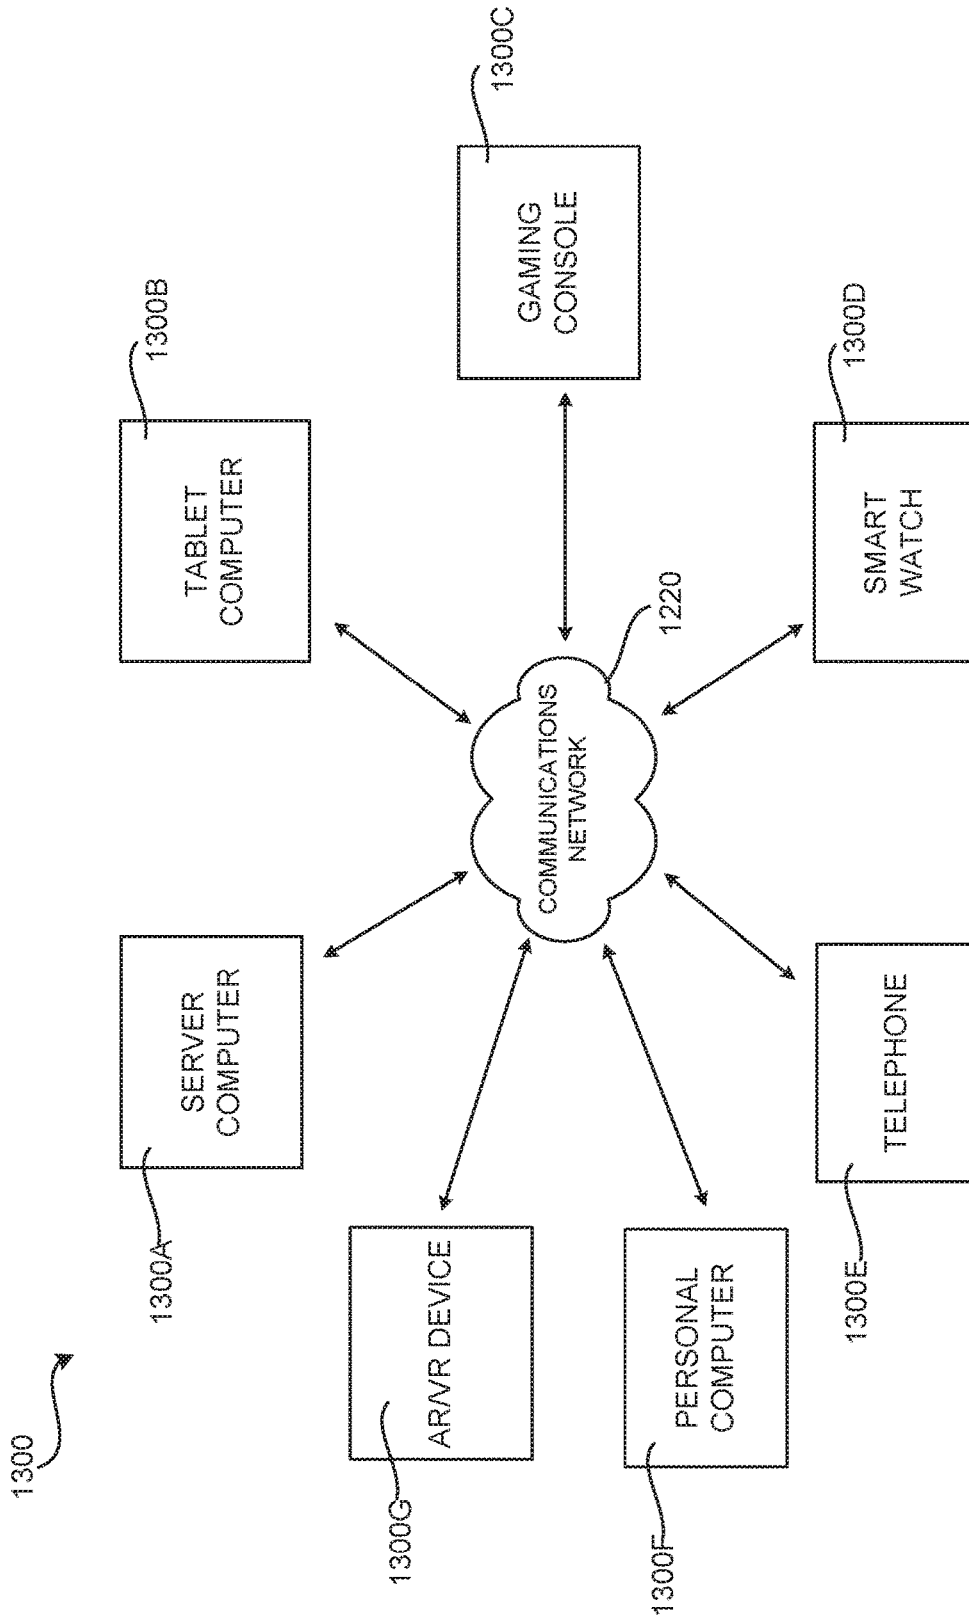 1300
1300A
SERVER
COMPUTER
1300B
TABLET
COMPUTER
1300G
AR/VR DEVICE
COMMUNICATIONS
NETWORK
1220
1300C
GAMING
CONSOLE
1300F
PERSONAL
COMPUTER
1300E
TELEPHONE
1300D
SMART
WATCH